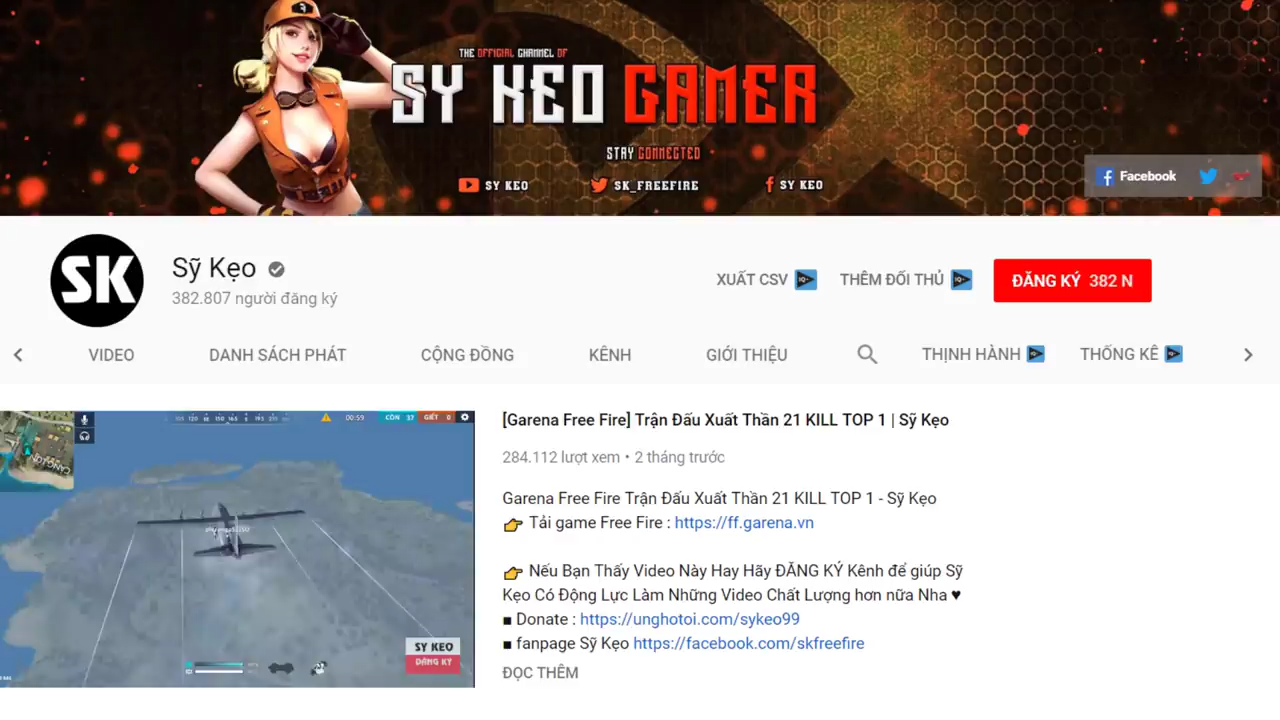 THE OFFICIAL CHANNEL OF
SY KEO GAMER
STAY CONNECTED
SY KEO
SK_FREEFIRE
SY KEO
Facebook
SK
Sỹ Kẹo
382.807 người đăng ký
XUẤT CSV
THÊM ĐỐI THỦ
ĐĂNG KÝ 382 N
VIDEO
DANH SÁCH PHÁT
CỘNG ĐỒNG
KÊNH
GIỚI THIỆU
THỊNH HÀNH
THỐNG KÊ
00:59
CÒN 37
GIẾT 0
SY KEO
ĐĂNG KÝ
[Garena Free Fire] Trận Đấu Xuất Thần 21 KILL TOP 1 | Sỹ Kẹo
284.112 lượt xem • 2 tháng trước
Garena Free Fire Trận Đấu Xuất Thần 21 KILL TOP 1 - Sỹ Kẹo
👉 Tải game Free Fire : https://ff.garena.vn
👉 Nếu Bạn Thấy Video Này Hay Hãy ĐĂNG KÝ Kênh để giúp Sỹ
Kẹo Có Động Lực Làm Những Video Chất Lượng hơn nữa Nha ♥
■ Donate : https://unghotoi.com/sykeo99
■ fanpage Sỹ Kẹo https://facebook.com/skfreefire
ĐỌC THÊM